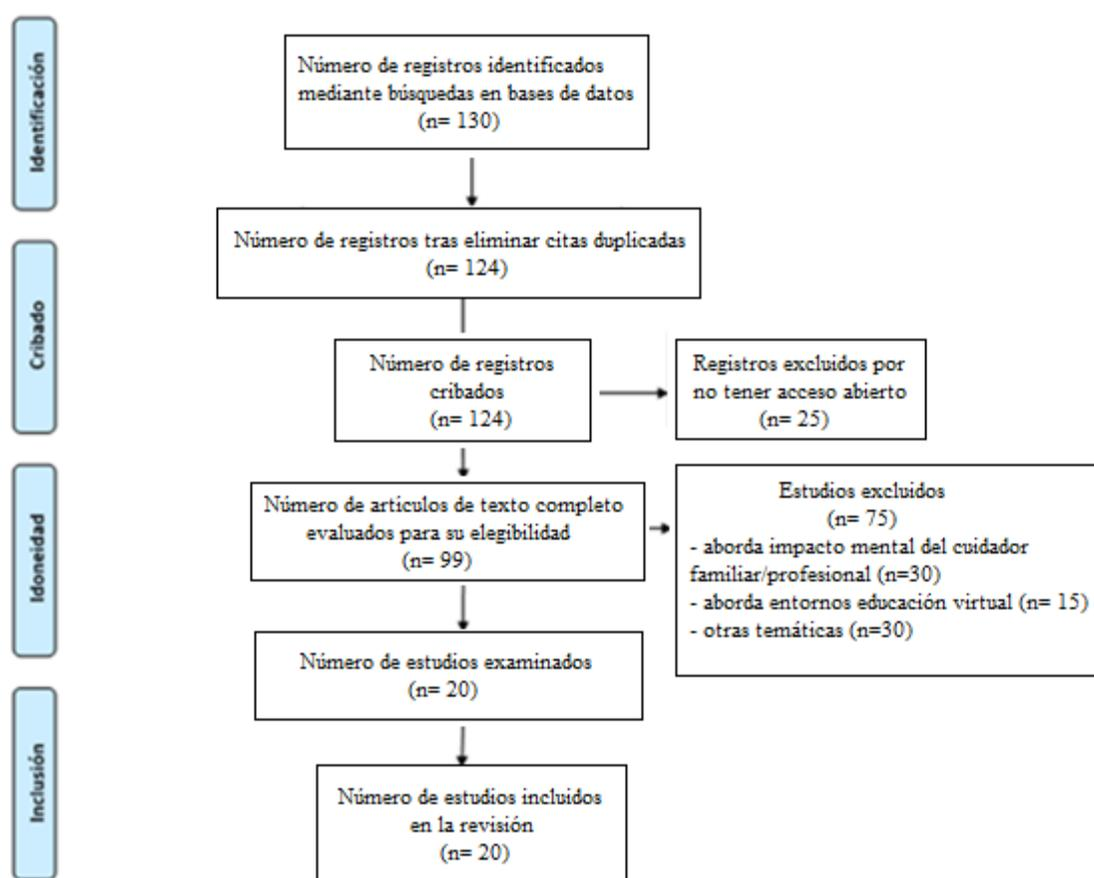 Identificación
Número de registros identificados
mediante búsquedas en bases de datos
(n= 130)
Número de registros tras eliminar citas duplicadas
(n= 124)
Cribado
Número de registros
cribados
(n= 124)
Registros excluidos por
no tener acceso abierto
(n= 25)
Idoneidad
Número de artículos de texto completo
evaluados para su elegibilidad
(n= 99)
Estudios excluidos
(n= 75)
- aborda impacto mental del cuidador
familiar/profesional (n=30)
- aborda entornos educación virtual (n= 15)
- otras temáticas (n=30)
Número de estudios examinados
(n= 20)
Inclusión
Número de estudios incluidos
en la revisión
(n= 20)